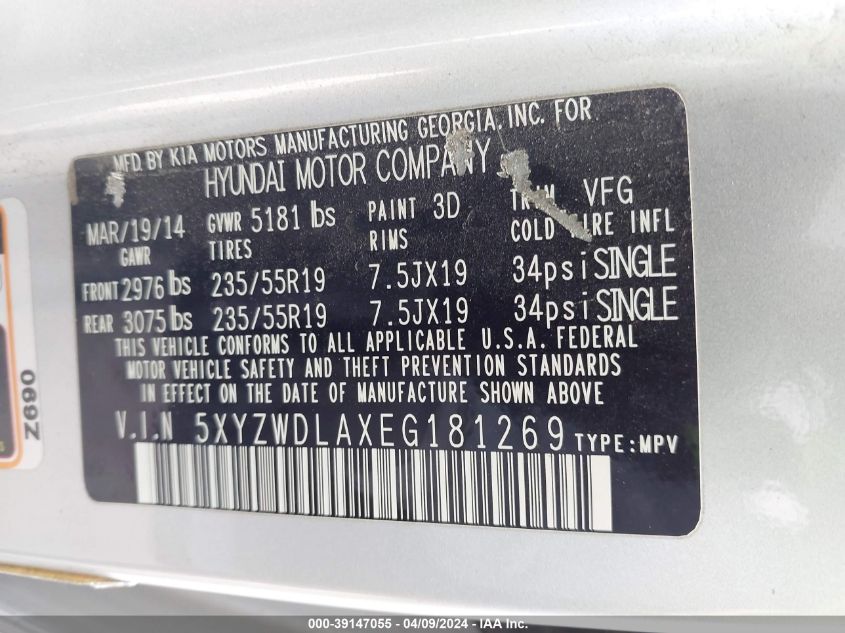 MFD. BY KIA MOTORS MANUFACTURING GEORGIA, INC. FOR
HYUNDAI MOTOR COMPANY
MAR/19/14 GVWR 5181 lbs PAINT 3D TRIM VFG
GAWR TIRES RIMS COLD TIRE INFL
FRONT 2976 lbs 235/55R19 7.5JX19 34psi SINGLE
REAR 3075 lbs 235/55R19 7.5JX19 34psi SINGLE
THIS VEHICLE CONFORMS TO ALL APPLICABLE U.S.A. FEDERAL
MOTOR VEHICLE SAFETY AND THEFT PREVENTION STANDARDS
IN EFFECT ON THE DATE OF MANUFACTURE SHOWN ABOVE
V.I.N 5XYZWDLAXEG181269 TYPE:MPV
Z690
000-39147055 - 04/09/2024 - IAA Inc.